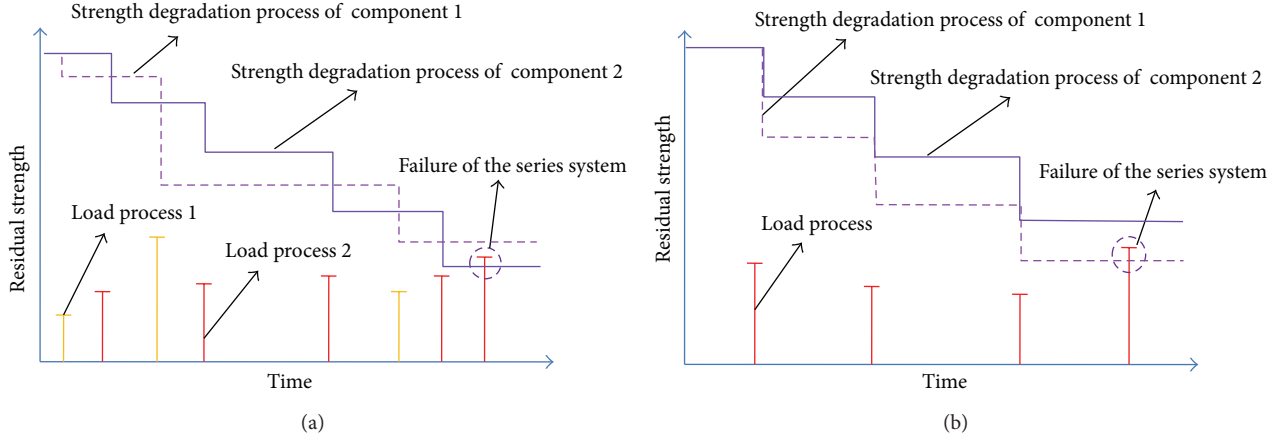 Strength degradation process of component 1
Strength degradation process of component 2
Failure of the series system
Load process 1
Load process 2
Residual strength
Time
(a)
Strength degradation process of component 1
Strength degradation process of component 2
Failure of the series system
Load process
Residual strength
Time
(b)